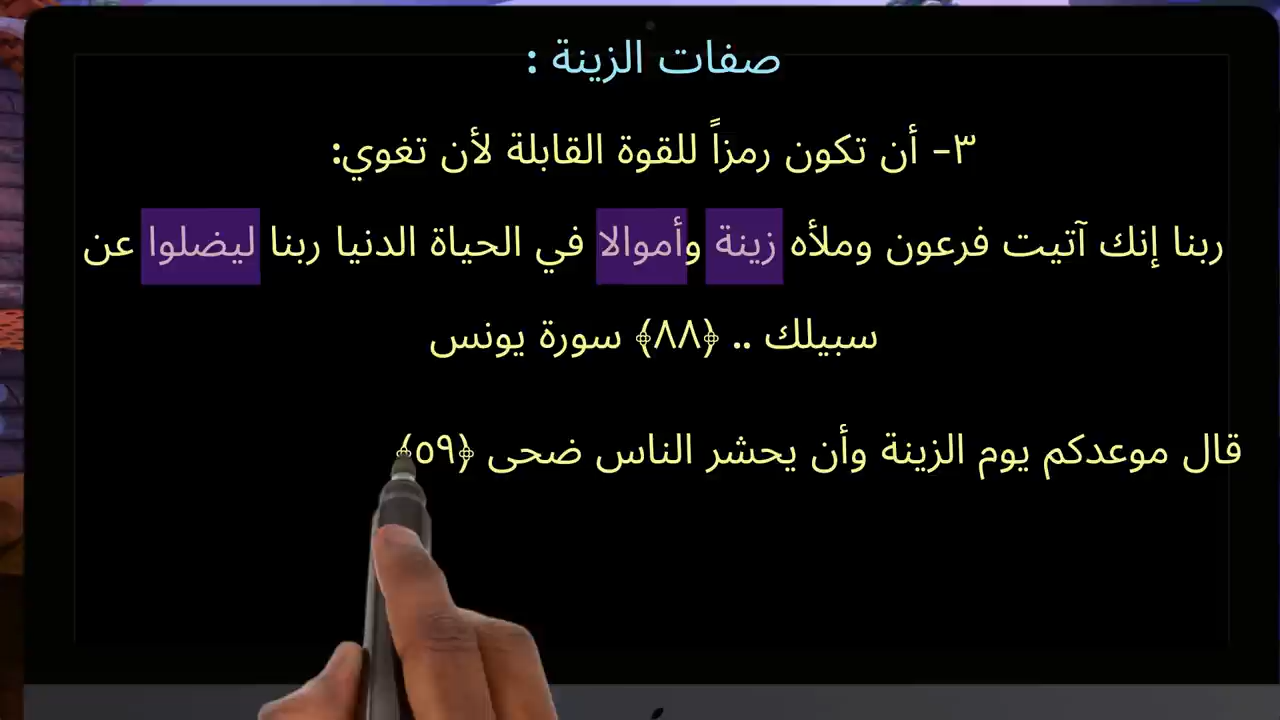 صفات الزينة :
٣- أن تكون رمزاً للقوة القابلة لأن تغوي:
ربنا إنك آتيت فرعون وملأه زينة وأموالا في الحياة الدنيا ربنا ليضلوا عن
سبيلك .. ﴿٨٨﴾ سورة يونس
قال موعدكم يوم الزينة وأن يحشر الناس ضحى ﴿٥٩﴾